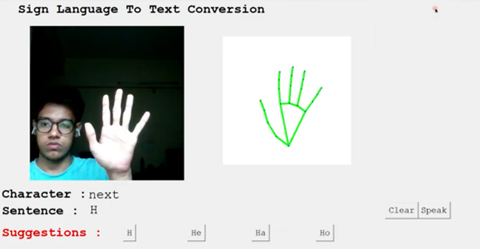 Sign Language To Text Conversion
Character : next
Sentence : H
Clear Speak
Suggestions : H He Ha Ho